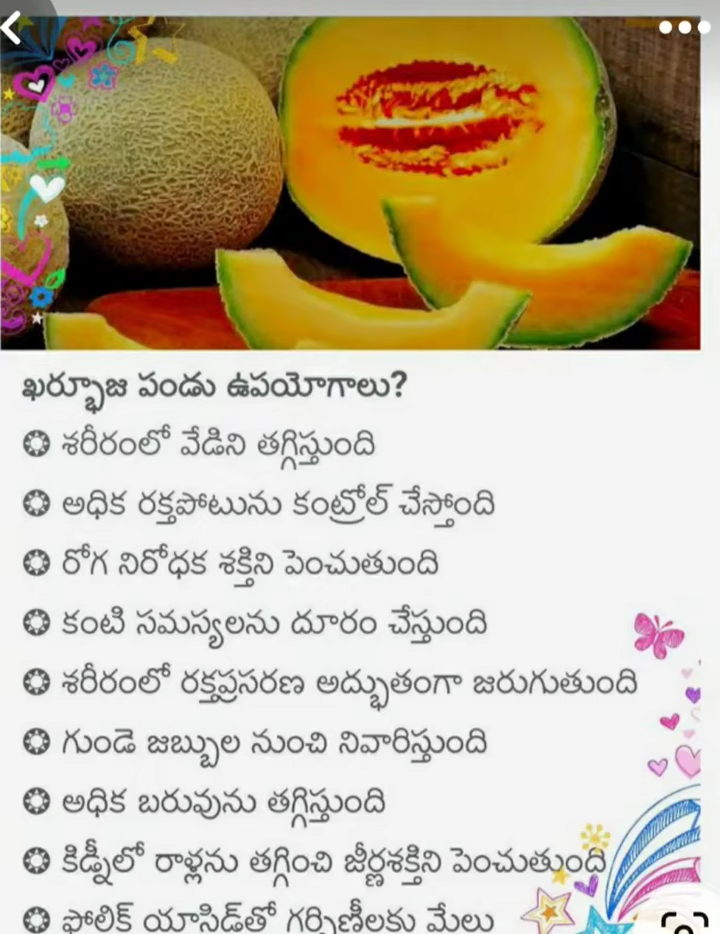 ఖర్భూజ పండు ఉపయోగాలు?
శరీరంలో వేడిని తగ్గిస్తుంది
అధిక రక్తపోటును కంట్రోల్ చేస్తోంది
రోగ నిరోధక శక్తిని పెంచుతుంది
కంటి సమస్యలను దూరం చేస్తుంది
శరీరంలో రక్తప్రసరణ అద్భుతంగా జరుగుతుంది
గుండె జబ్బుల నుంచి నివారిస్తుంది
అధిక బరువును తగ్గిస్తుంది
కిడ్నీలో రాళ్లను తగ్గించి జీర్ణశక్తిని పెంచుతుంది
ఫోలిక్ యాసిడ్‌తో గర్భిణీలకు మేలు